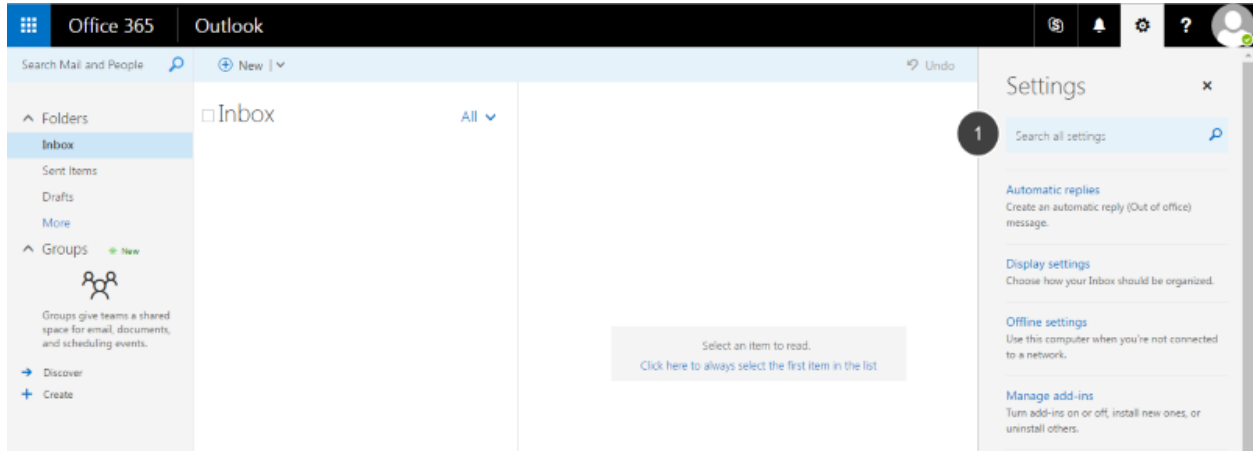 Office 365
Outlook
?
Search Mail and People
New
Undo
Folders
Inbox
Sent Items
Drafts
More
Groups
New
Groups give teams a shared
space for email, documents,
and scheduling events.
Discover
Create
Inbox
All
Select an item to read.
Click here to always select the first item in the list
Settings
1
Search all settings
Automatic replies
Create an automatic reply (Out of office)
message.
Display settings
Choose how your Inbox should be organized.
Offline settings
Use this computer when you're not connected
to a network.
Manage add-ins
Turn add-ins on or off, install new ones, or
uninstall others.